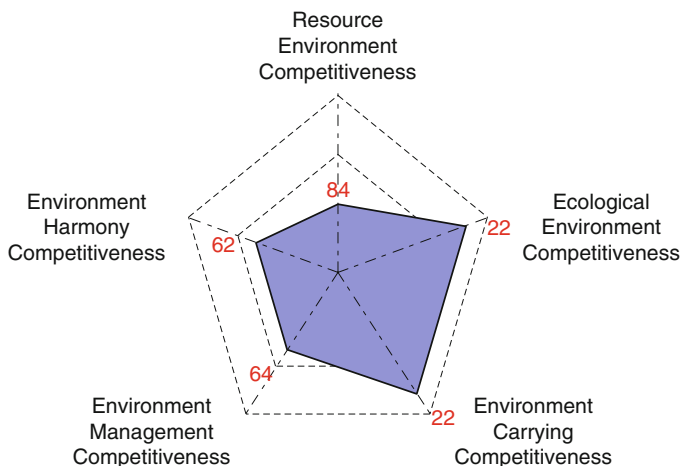 Resource
Environment
Competitiveness
84
Environment
Harmony
Competitiveness
62
Ecological
Environment
Competitiveness
22
64
Environment
Management
Competitiveness
22
Environment
Carrying
Competitiveness